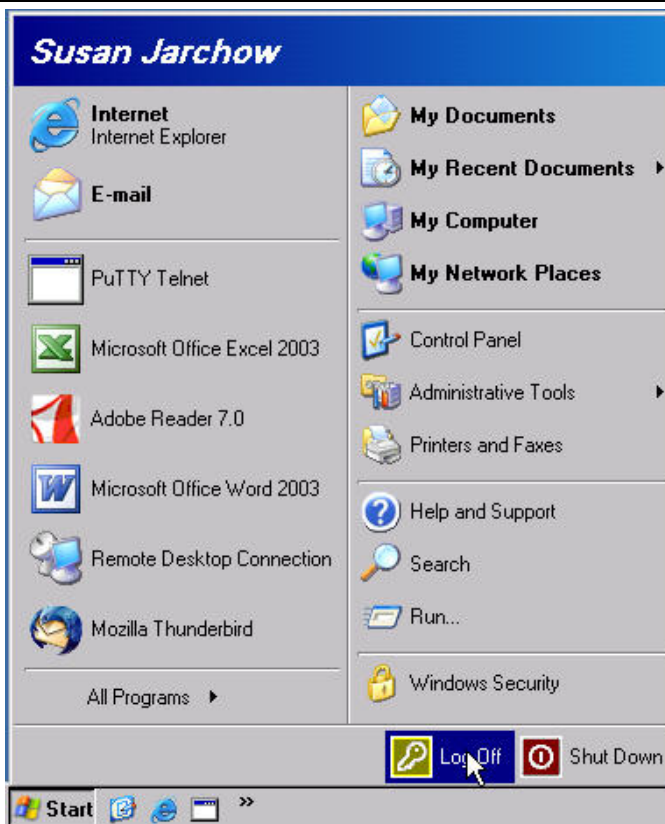 Susan Jarchow
Internet
Internet Explorer
E-mail
PuTTY Telnet
Microsoft Office Excel 2003
Adobe Reader 7.0
Microsoft Office Word 2003
Remote Desktop Connection
Mozilla Thunderbird
All Programs
My Documents
My Recent Documents
My Computer
My Network Places
Control Panel
Administrative Tools
Printers and Faxes
Help and Support
Search
Run...
Windows Security
Log Off
Shut Down
Start
»